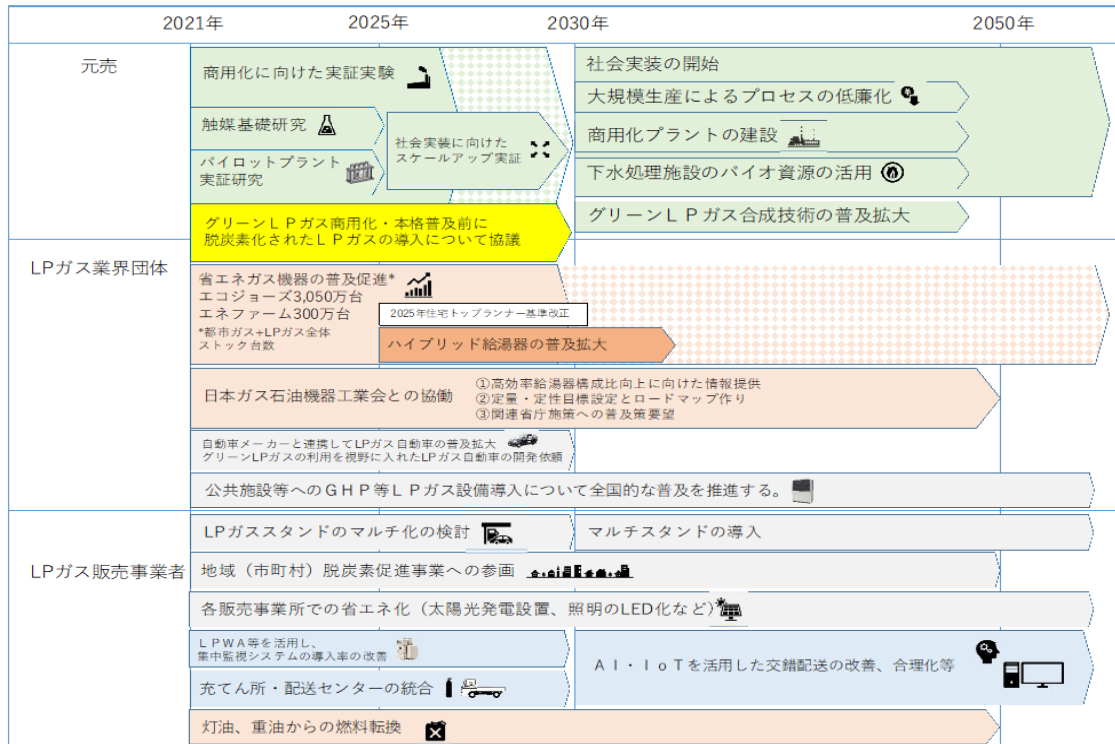 2021年
2025年
2030年
2050年
元売
商用化に向けた実証実験
触媒基礎研究
パイロットプラント
実証研究
社会実装に向けた
スケールアップ実証
社会実装の開始
大規模生産によるプロセスの低廉化
商用化プラントの建設
下水処理施設のバイオ資源の活用
グリーンLPガス合成技術の普及拡大
グリーンLPガス商用化・本格普及前に
脱炭素化されたLPガスの導入について協議
LPガス業界団体
省エネガス機器の普及促進*
エコジョーズ3,050万台
エネファーム300万台
*都市ガス+LPガス全体
ストック台数
2025年住宅トップランナー基準改正
ハイブリッド給湯器の普及拡大
日本ガス石油機器工業会との協働
①高効率給湯器構成比向上に向けた情報提供
②定量・定性目標設定とロードマップ作り
③関連省庁施策への普及策要望
自動車メーカーと連携してLPガス自動車の普及拡大
グリーンLPガスの利用を視野に入れたLPガス自動車の開発依頼
公共施設等へのGHP等LPガス設備導入について全国的な普及を推進する。
LPガス販売事業者
LPガススタンドのマルチ化の検討
マルチスタンドの導入
地域（市町村）脱炭素促進事業への参画
各販売事業所での省エネ化（太陽光発電設置、照明のLED化など）
LPWA等を活用し、
集中監視システムの導入率の改善
充てん所・配送センターの統合
AI・IoTを活用した交錯配送の改善、合理化等
灯油、重油からの燃料転換